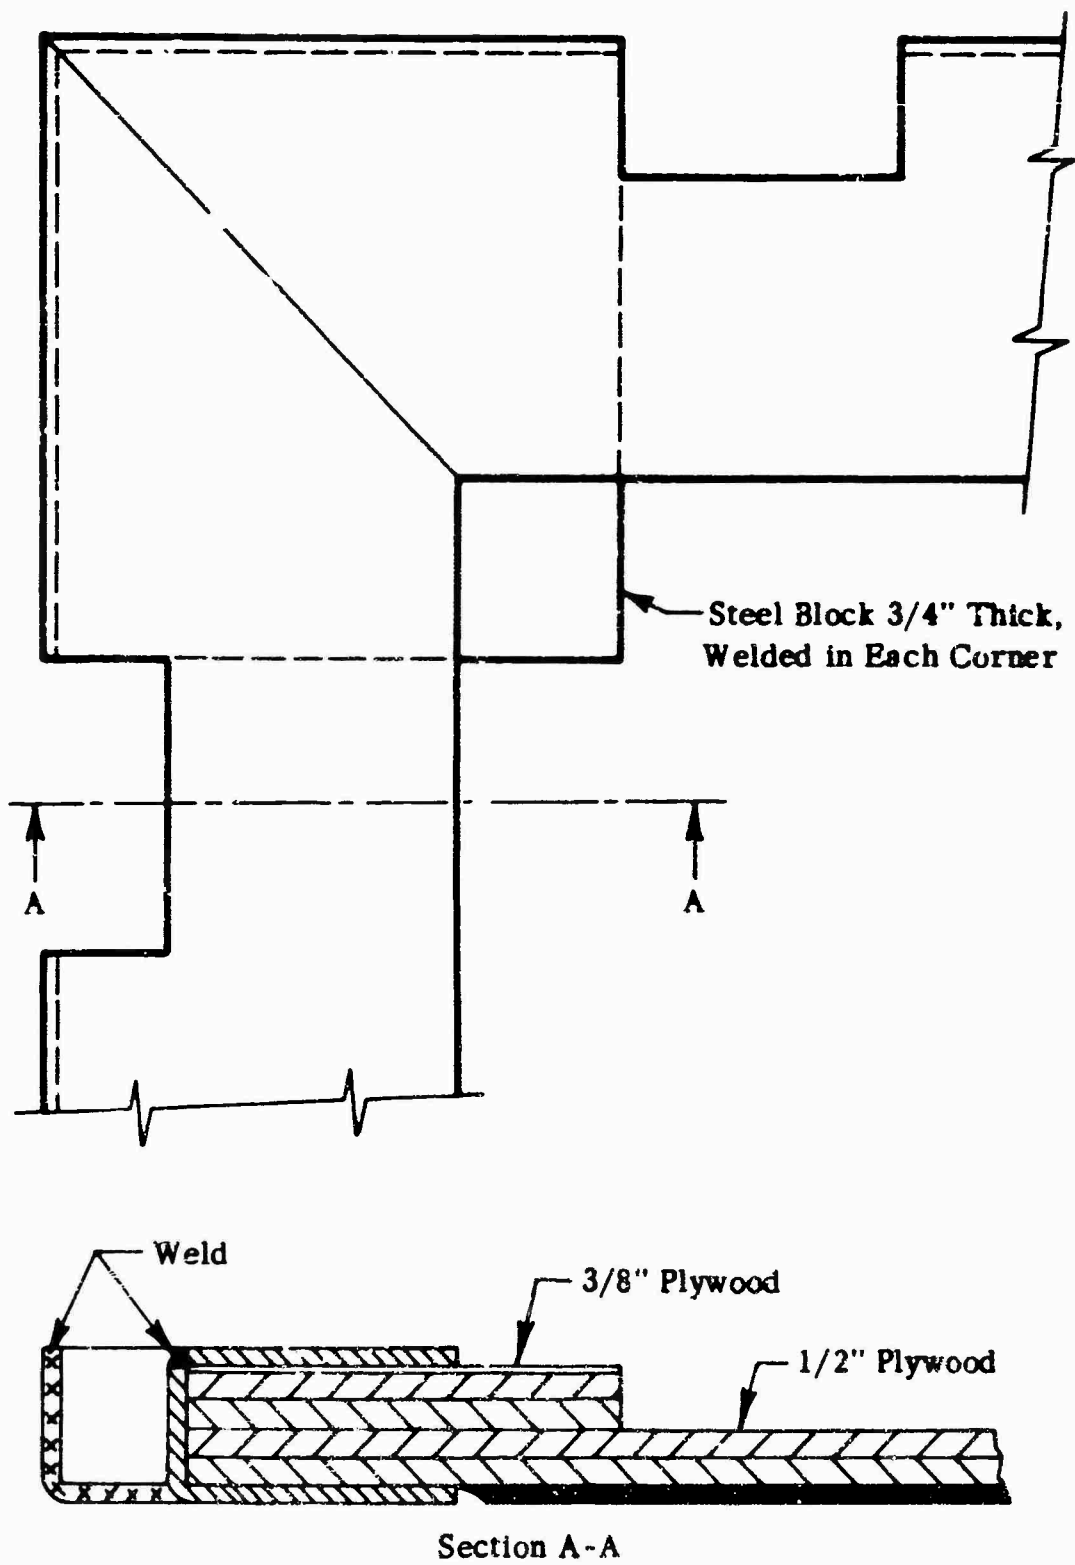 Steel Block 3/4" Thick,
Welded in Each Corner
A
A
Weld
3/8" Plywood
1/2" Plywood
Section A-A